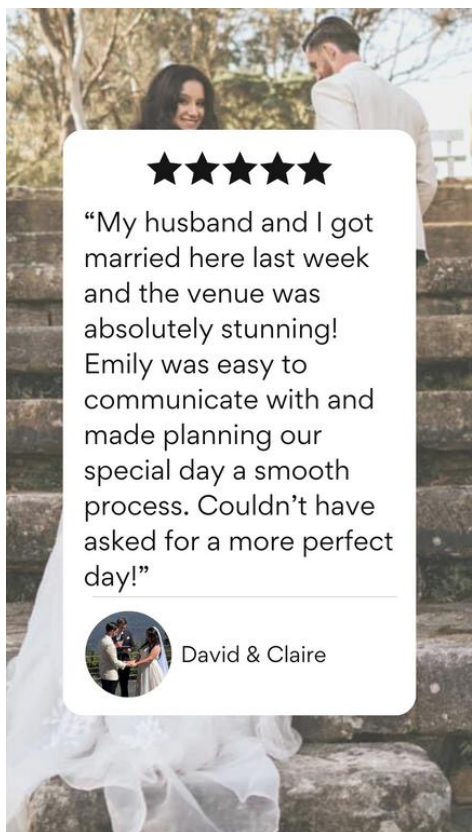 “My husband and I got
married here last week
and the venue was
absolutely stunning!
Emily was easy to
communicate with and
made planning our
special day a smooth
process. Couldn’t have
asked for a more perfect
day!”
David & Claire